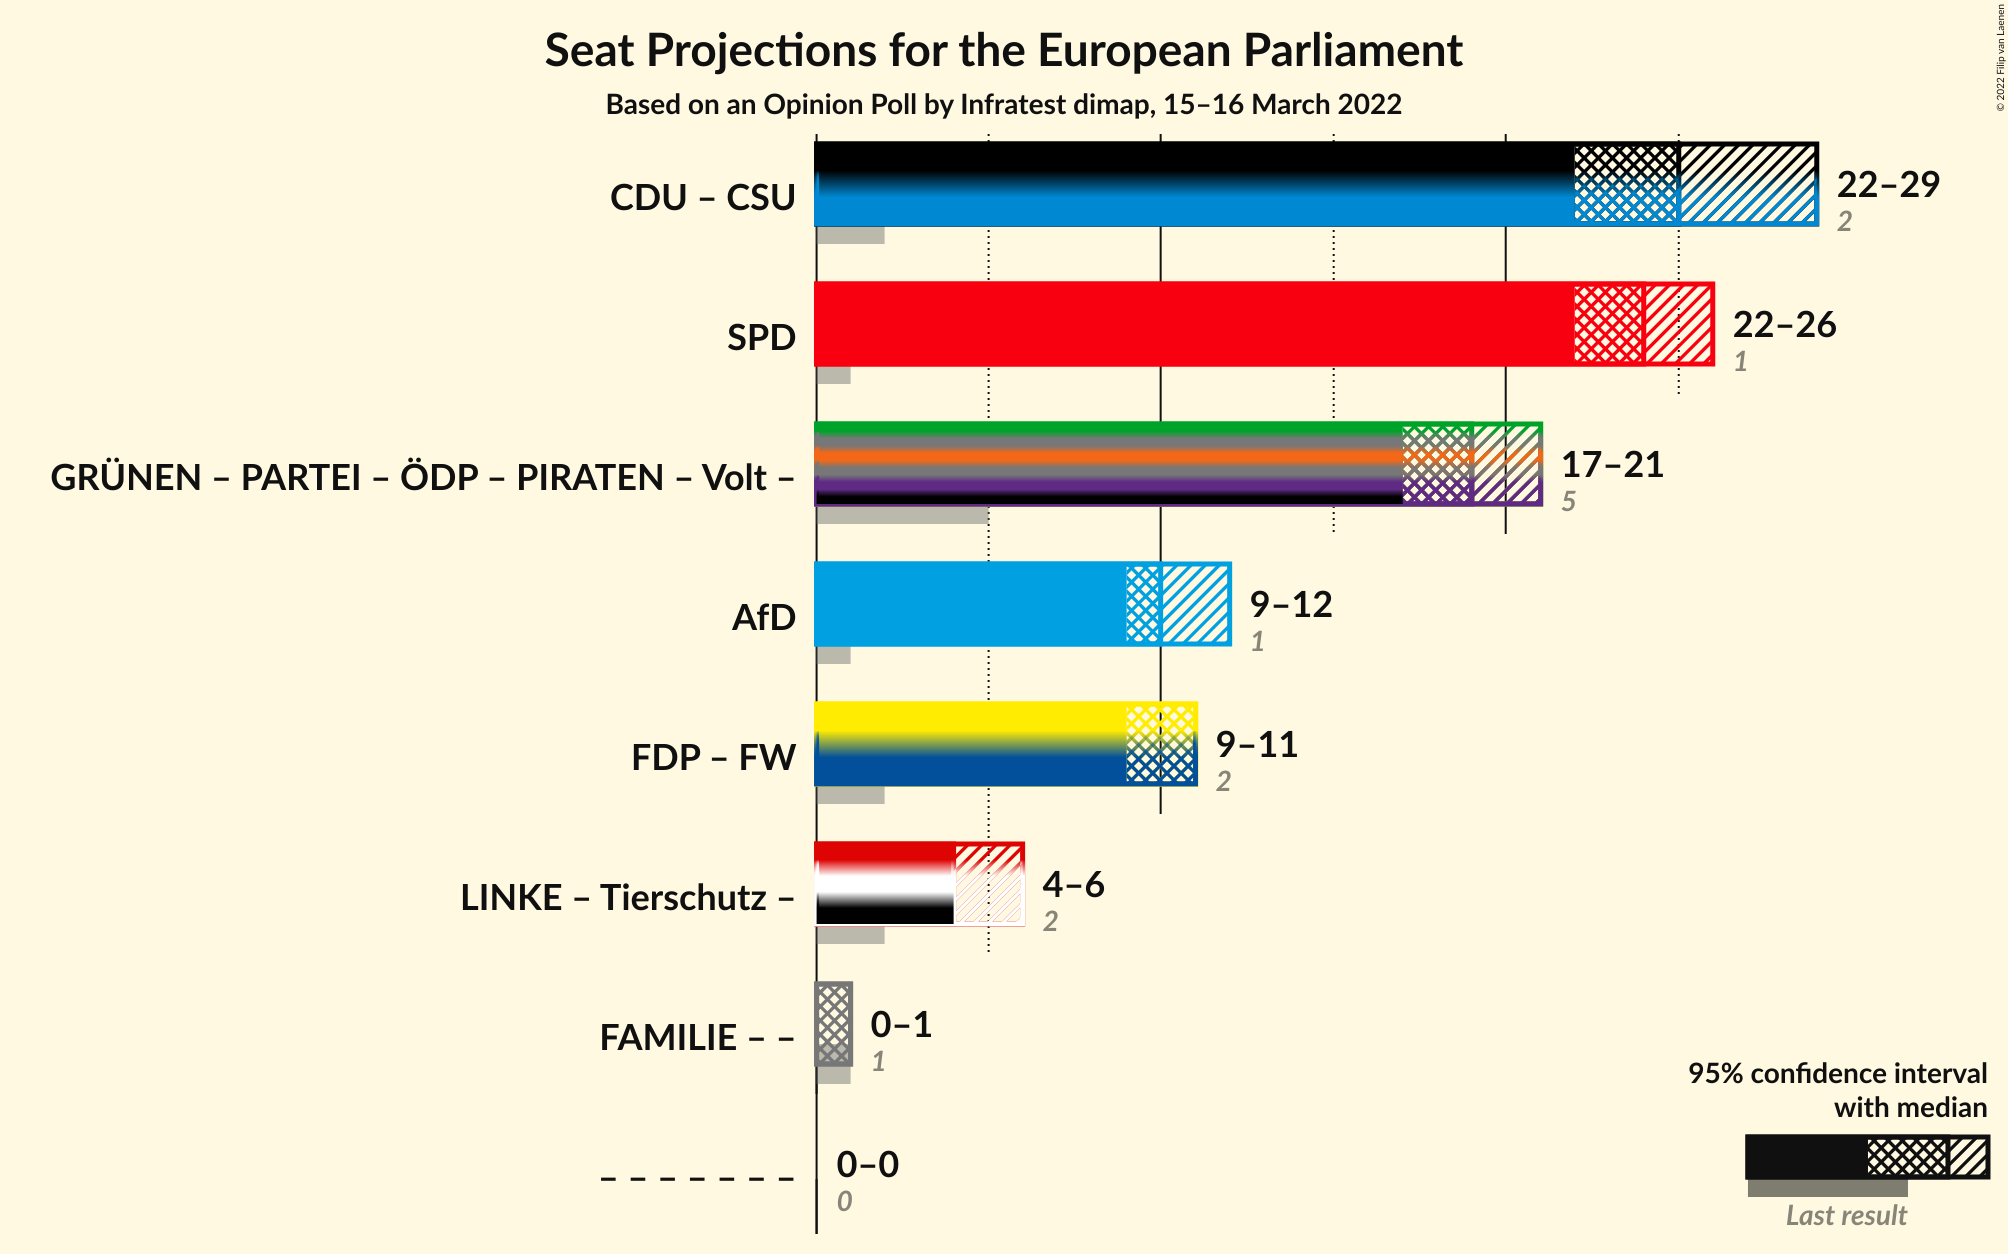 Seat Projections for the European Parliament
Based on an Opinion Poll by Infratest dimap, 15–16 March 2022
© 2022 Filip van Laenen
CDU – CSU
22–29
2
SPD
22–26
1
GRÜNEN – PARTEI – ÖDP – PIRATEN – Volt –
17–21
5
AfD
9–12
1
FDP – FW
9–11
2
LINKE – Tierschutz –
4–6
2
FAMILIE – –
0–1
1
– – – – – – –
0–0
0
95% confidence interval
with median
Last result